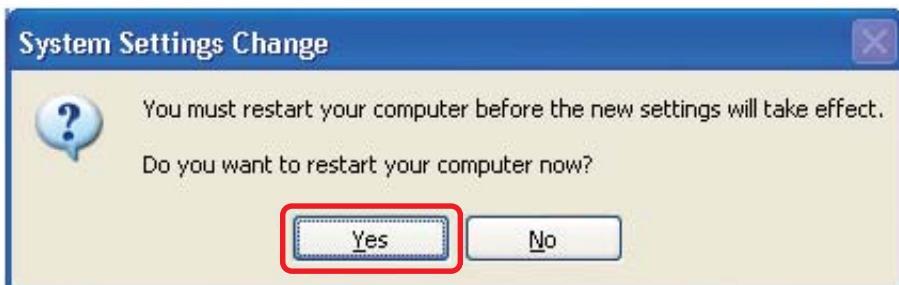 System Settings Change
You must restart your computer before the new settings will take effect.
Do you want to restart your computer now?
Yes
No